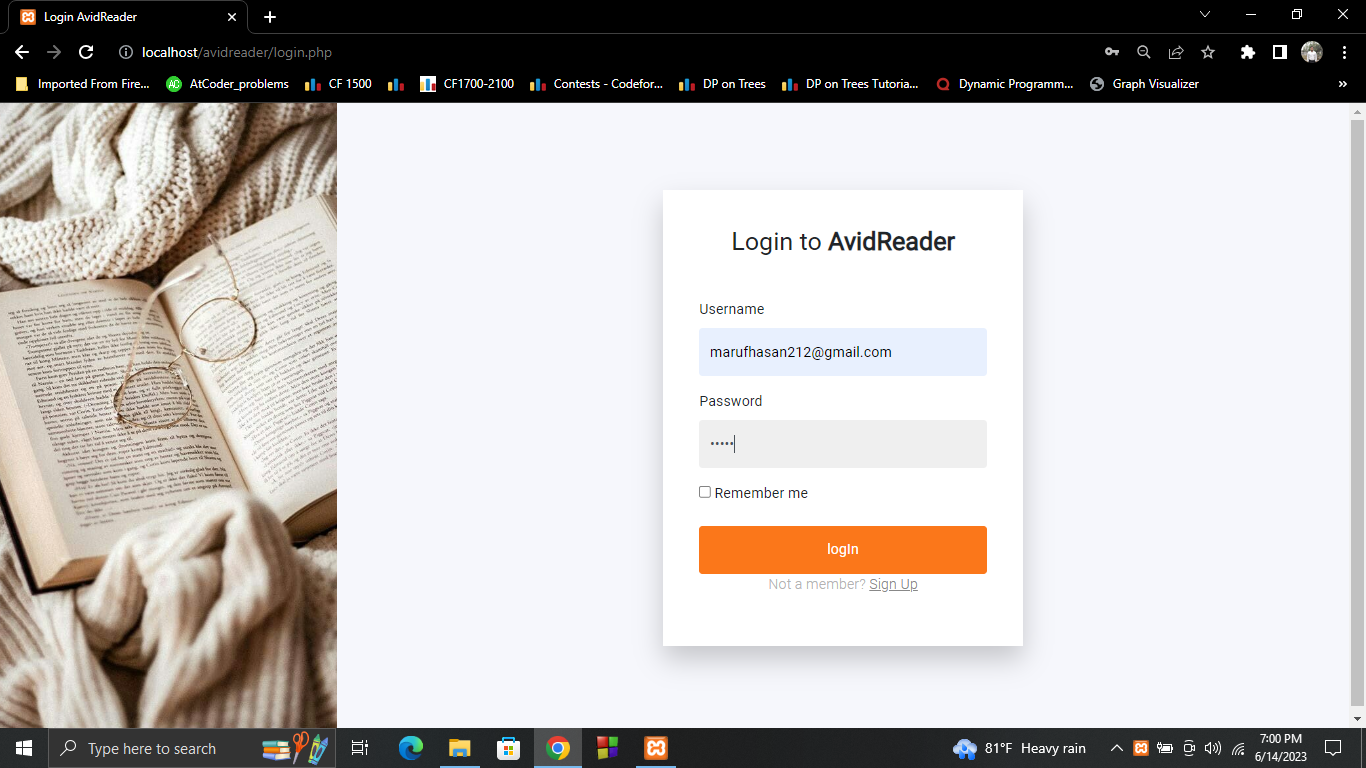 Login AvidReader
localhost/avidreader/login.php
Imported From Fire...
AC
AtCoder_problems
CF 1500
CF1700-2100
Contests - Codefor...
DP on Trees
DP on Trees Tutoria...
Dynamic Programm...
Graph Visualizer
»
Login to AvidReader
Username
marufhasan212@gmail.com
Password
•••••
Remember me
logIn
Not a member? Sign Up
Type here to search
81°F Heavy rain
7:00 PM
6/14/2023